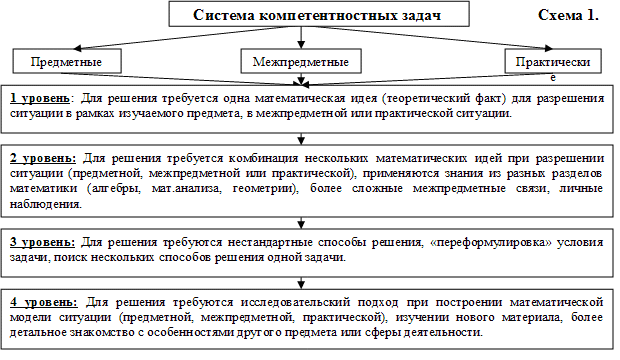 Система компетентностных задач
Схема 1.
Предметные
Межпредметные
Практически
е
1 уровень: Для решения требуется одна математическая идея (теоретический факт) для разрешения
ситуации в рамках изучаемого предмета, в межпредметной или практической ситуации.
2 уровень: Для решения требуется комбинация нескольких математических идей при разрешении
ситуации (предметной, межпредметной или практической), применяются знания из разных разделов
математики (алгебры, мат.анализа, геометрии), более сложные межпредметные связи, личные
наблюдения.
3 уровень: Для решения требуются нестандартные способы решения, «переформулировка» условия
задачи, поиск нескольких способов решения одной задачи.
4 уровень: Для решения требуются исследовательский подход при построении математической
модели ситуации (предметной, межпредметной, практической), изучении нового материала, более
детальное знакомство с особенностями другого предмета или сферы деятельности.